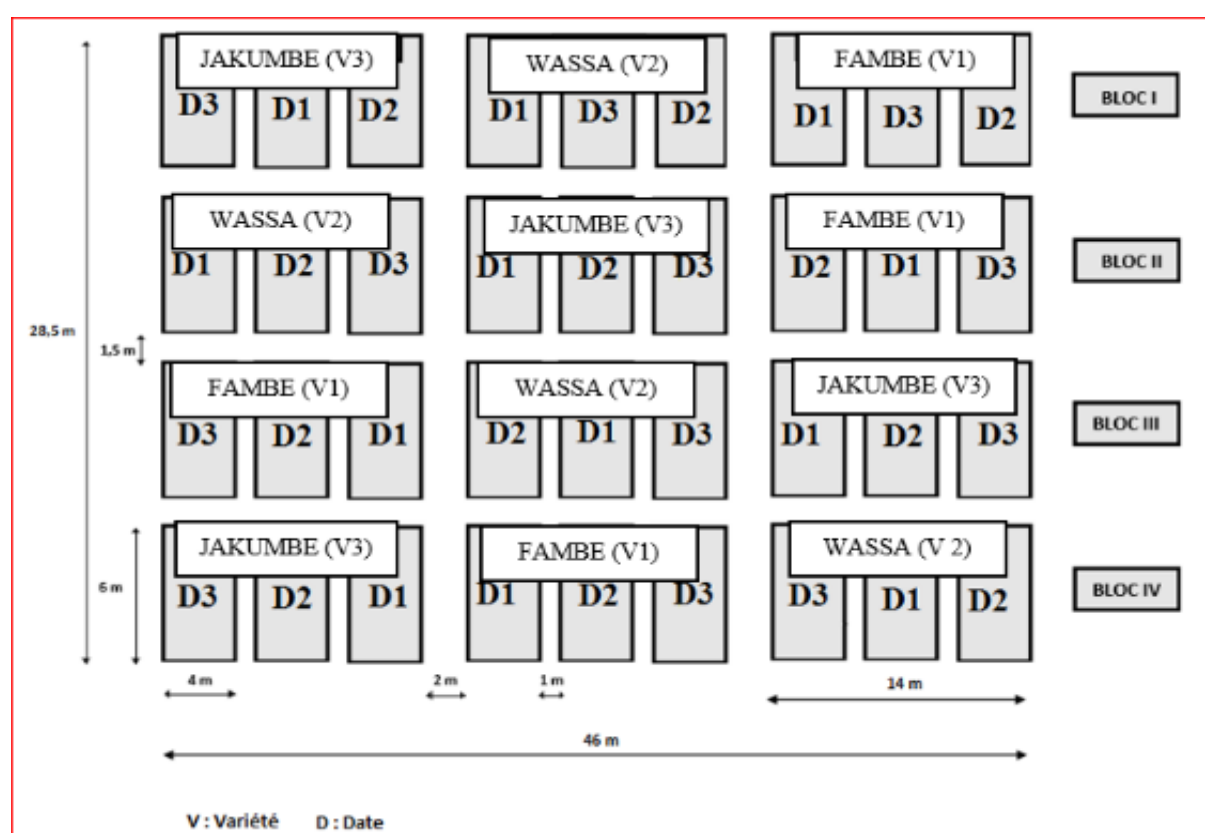 JAKUMBE (V3) WASSA (V2) FAMBE (V1) BLOC I
D3 D1 D2 D1 D3 D2 D1 D3 D2
WASSA (V2) JAKUMBE (V3) FAMBE (V1) BLOC II
D1 D2 D3 D1 D2 D3 D2 D1 D3
28,5 m
1,5 m
FAMBE (V1) WASSA (V2) JAKUMBE (V3) BLOC III
D3 D2 D1 D2 D1 D3 D1 D2 D3
JAKUMBE (V3) FAMBE (V1) WASSA (V 2) BLOC IV
6 m
D3 D2 D1 D1 D2 D3 D3 D1 D2
4 m 2 m 1 m 14 m
46 m
V : Variété D : Date